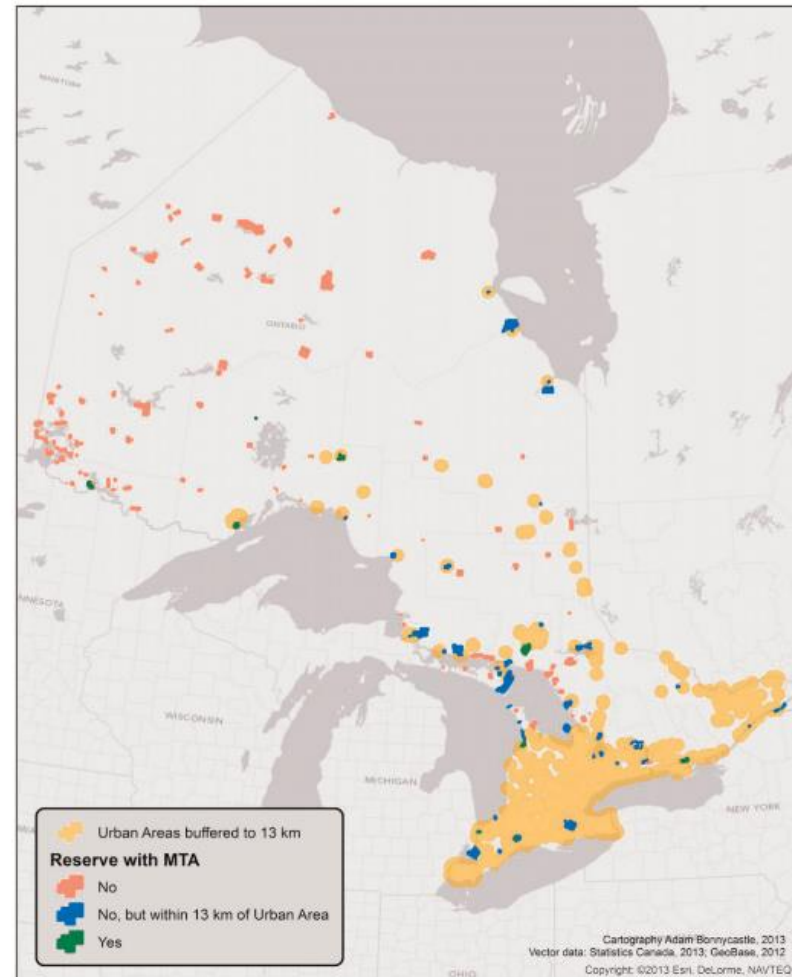 MANITOBA
ONTARIO
NNESOTA
WISCONSIN
MICHIGAN
NEW YORK
OHIO
Urban Areas buffered to 13 km
Reserve with MTA
No
No, but within 13 km of Urban Area
Yes
Cartography Adam Bonnycastle, 2013
Vector data: Statistics Canada, 2013; GeoBase, 2012
Copyright: ©2013 Esri, DeLorme, NAVTEQ